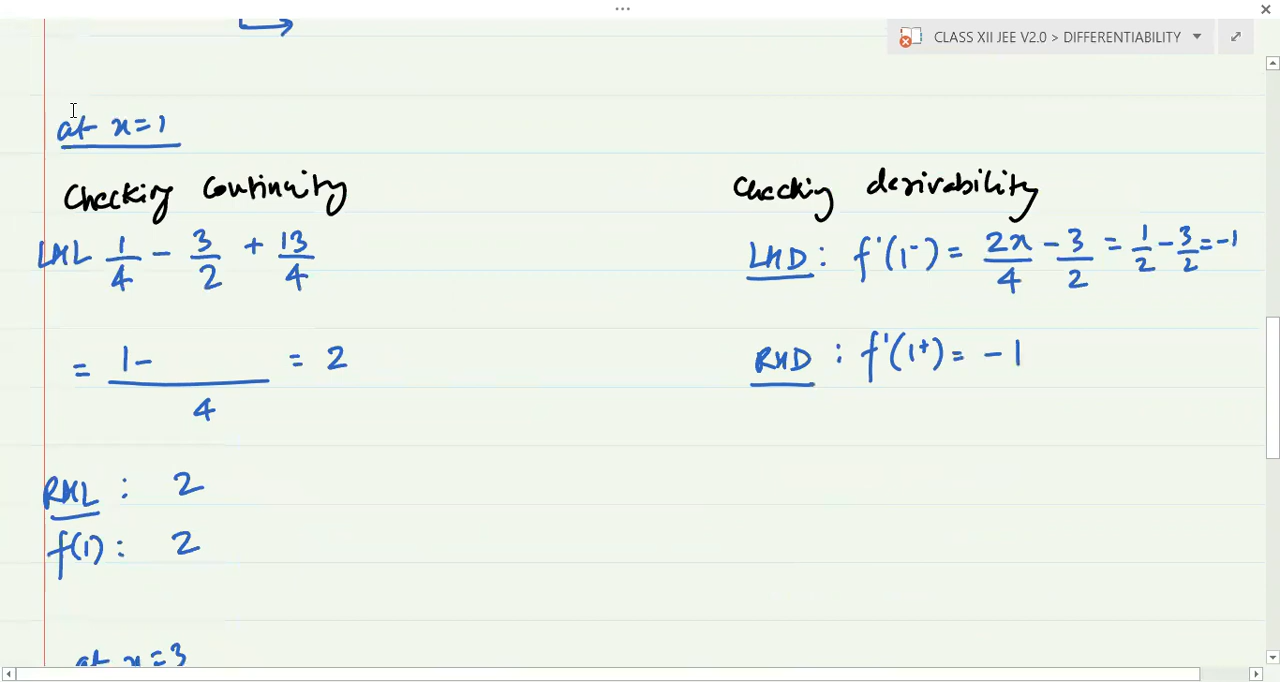 CLASS XII JEE V2.0 > DIFFERENTIABILITY
at x=1
Checking continuity
LHL 1/4 - 3/2 + 13/4
= 1- / 4 = 2
RHL : 2
f(1) : 2
Checking derivability
LHD : f'(1⁻) = 2x/4 - 3/2 = 1/2 - 3/2 = -1
RHD : f'(1⁺) = -1
at x=3